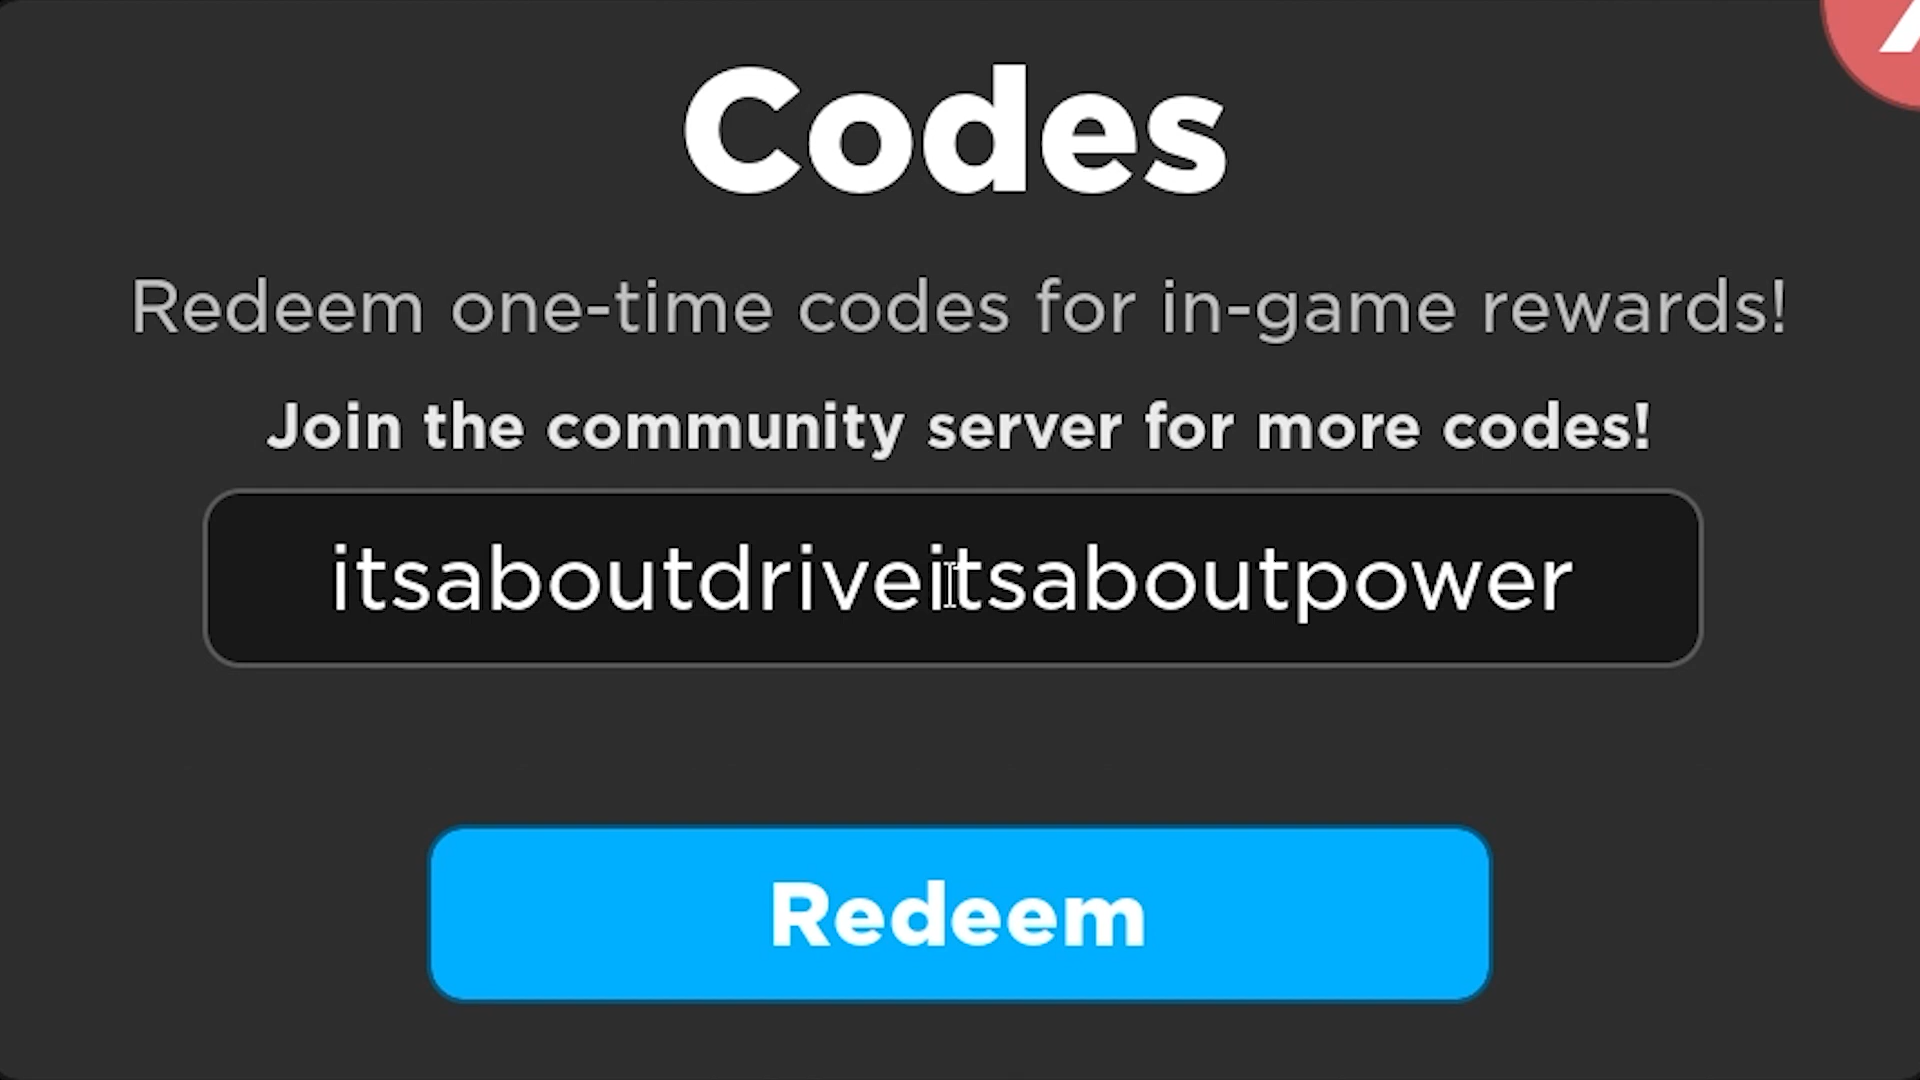 Codes
Redeem one-time codes for in-game rewards!
Join the community server for more codes!
itsaboutdriveitsaboutpower
Redeem